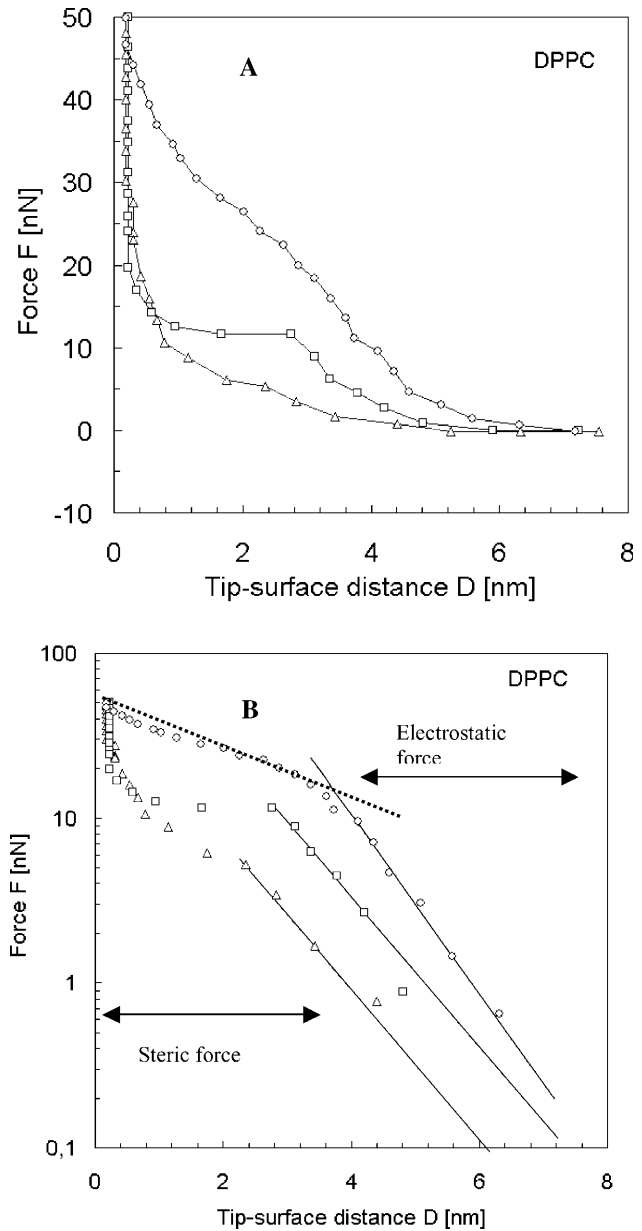 50
A
DPPC
40
30
20
10
0
-10
Force F [nN]
0 2 4 6 8
Tip-surface distance D [nm]
100
B
DPPC
Electrostatic
force
10
1
Steric force
0,1
Force F [nN]
0 2 4 6 8
Tip-surface distance D [nm]